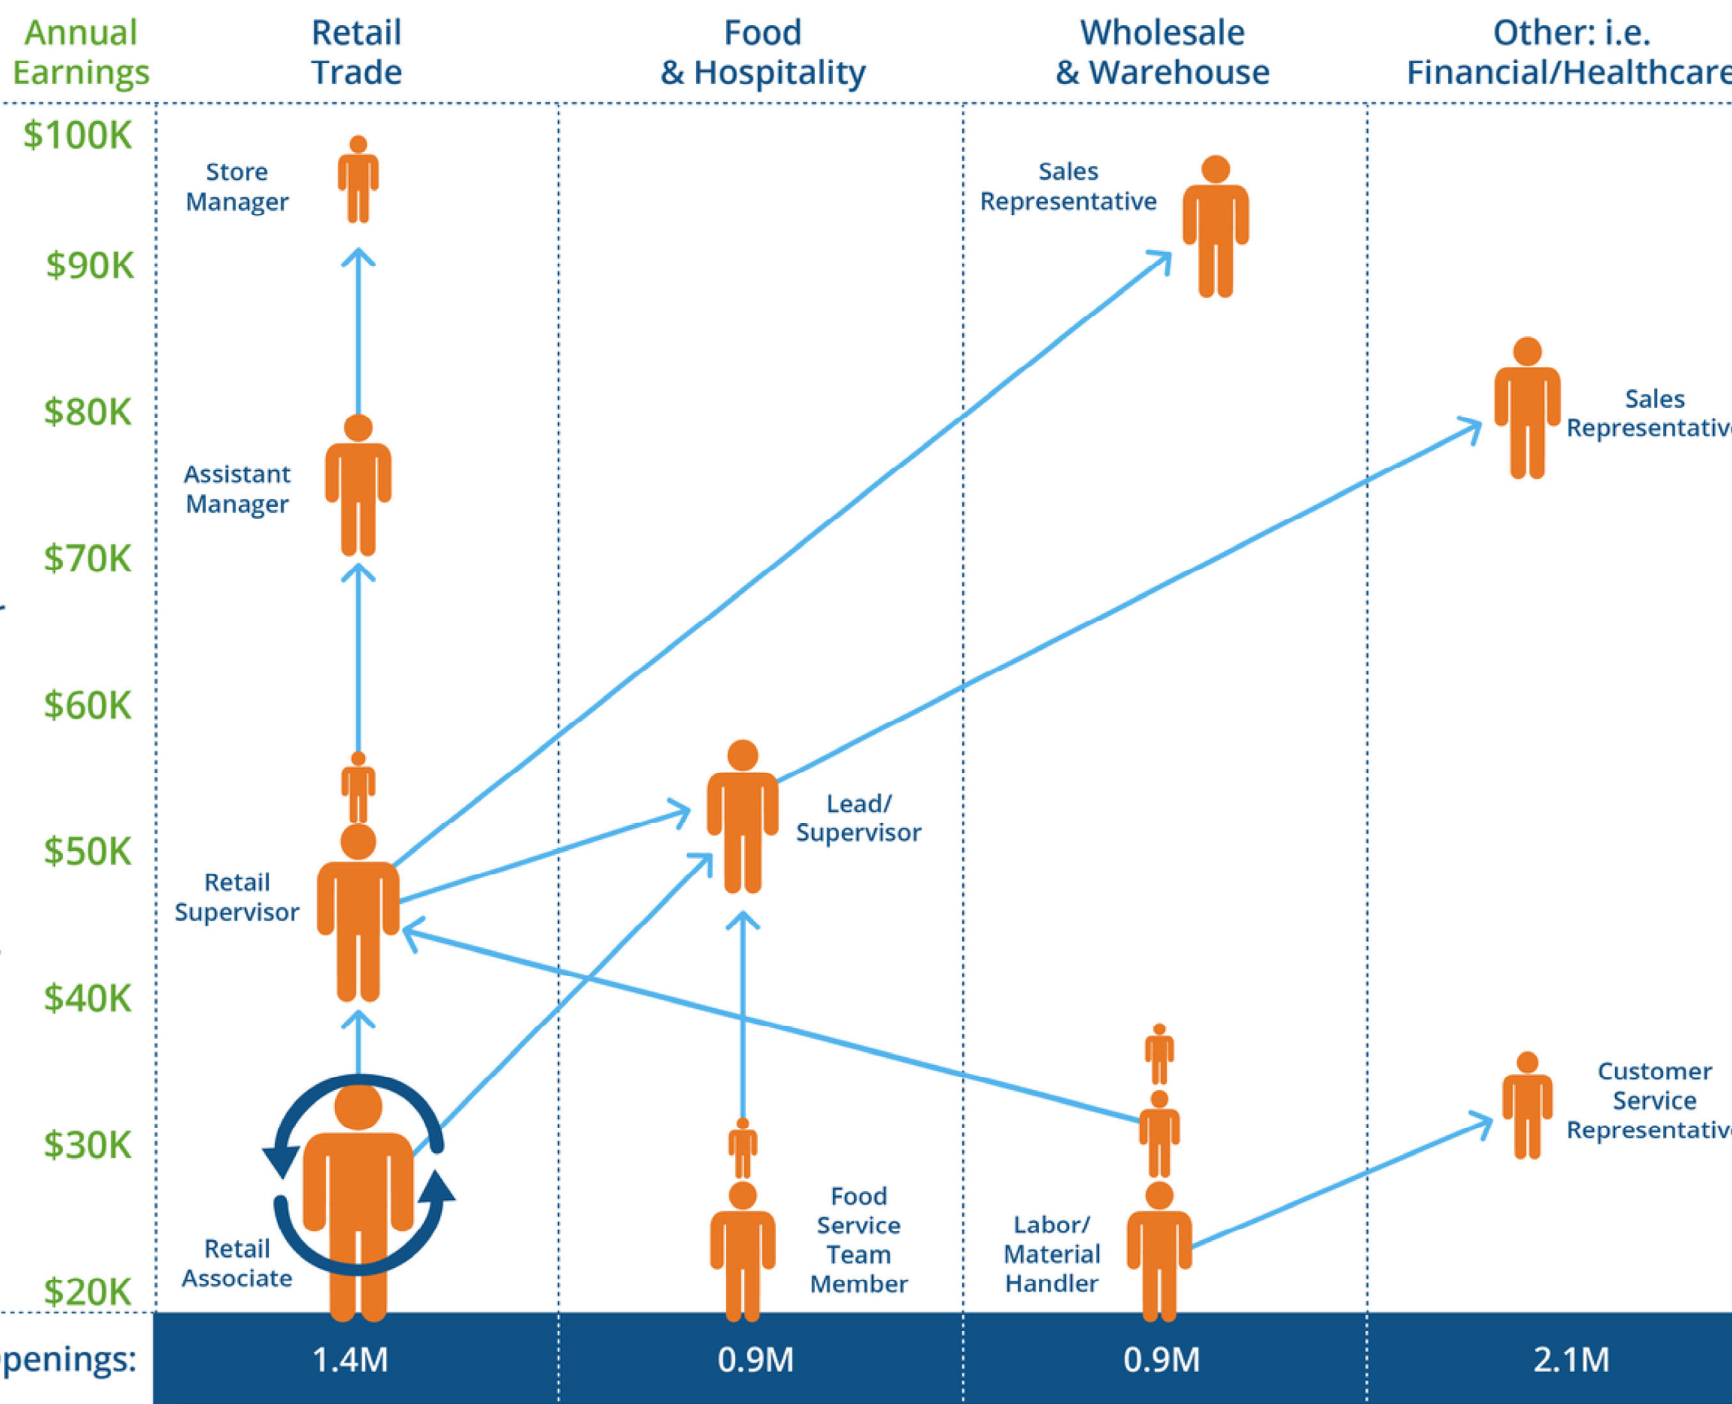 Annual
Earnings
Retail
Trade
Food
& Hospitality
Wholesale
& Warehouse
Other: i.e.
Financial/Healthcare
$100K
$90K
$80K
$70K
$60K
$50K
$40K
$30K
$20K
Store
Manager
Sales
Representative
Sales
Representativ
Assistant
Manager
Lead/
Supervisor
Retail
Supervisor
Customer
Service
Representativ
Food
Service
Team
Member
Labor/
Material
Handler
Retail
Associate
penings:
1.4M
0.9M
0.9M
2.1M